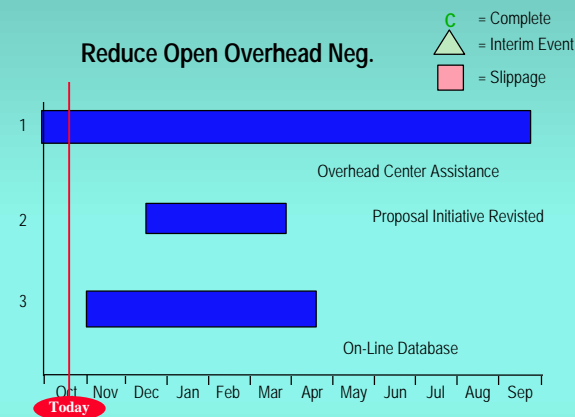 C = Complete
= Interim Event
= Slippage
Reduce Open Overhead Neg.
1
Overhead Center Assistance
2
Proposal Initiative Revisted
3
On-Line Database
Oct Nov Dec Jan Feb Mar Apr May Jun Jul Aug Sep
Today